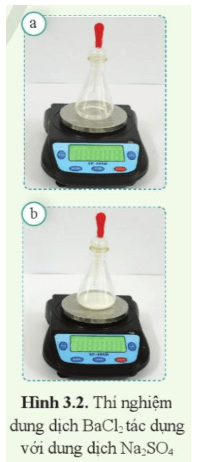 a
b
Hình 3.2. Thí nghiệm
dung dịch BaCl₂ tác dụng
với dung dịch Na₂SO₄